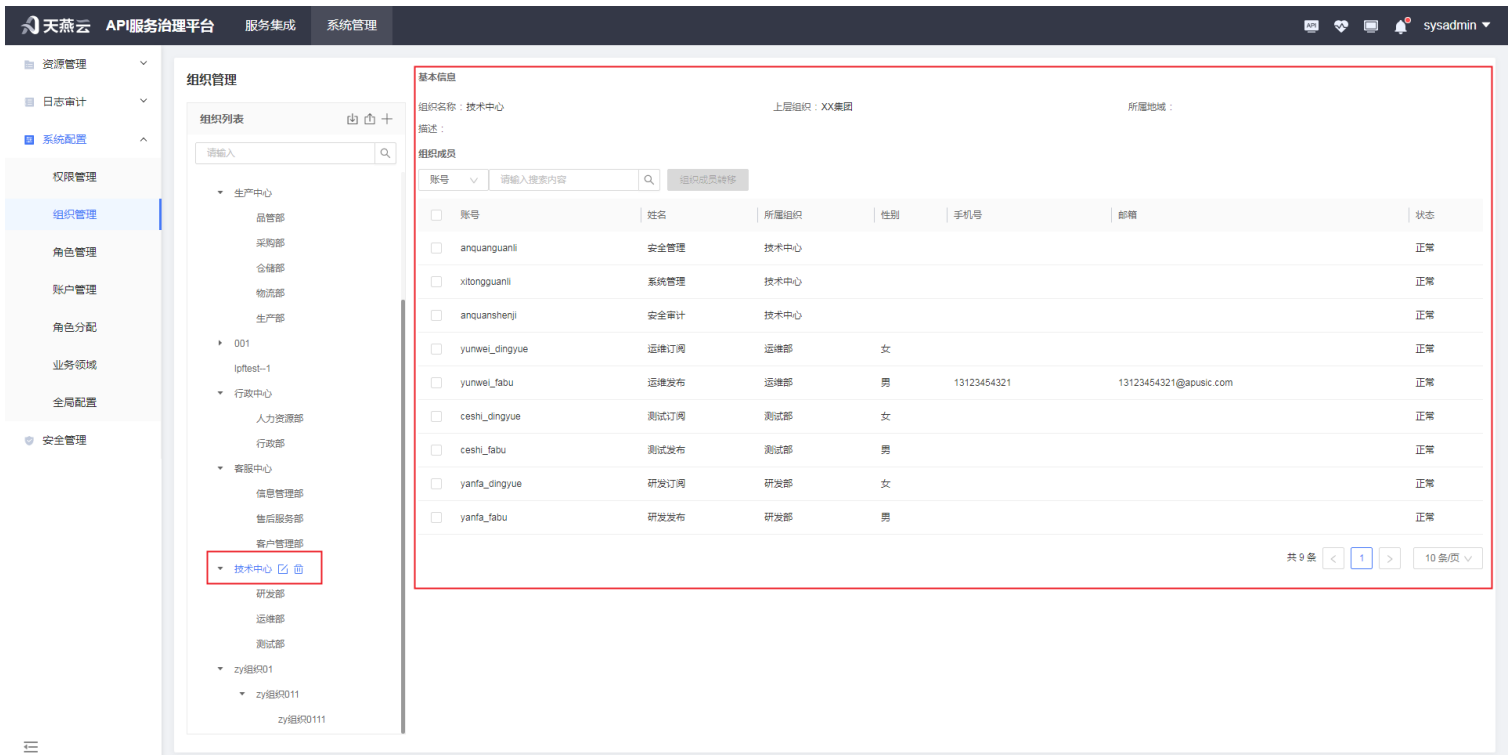 天燕云 API服务治理平台 服务集成 系统管理 API sysadmin
资源管理
日志审计
系统配置
权限管理
组织管理
角色管理
账户管理
角色分配
业务领域
全局配置
安全管理
组织管理
组织列表
请输入
生产中心
品管部
采购部
仓储部
物流部
生产部
001
lpftest--1
行政中心
人力资源部
行政部
客服中心
信息管理部
售后服务部
客户管理部
技术中心
研发部
运维部
测试部
zy组织01
zy组织011
zy组织0111
基本信息
组织名称：技术中心 上层组织：XX集团 所属地域：
描述：
组织成员
账号 请输入搜索内容 组织成员转移
账号 姓名 所属组织 性别 手机号 邮箱 状态
anquanguanli 安全管理 技术中心 正常
xitongguanli 系统管理 技术中心 正常
anquanshenji 安全审计 技术中心 正常
yunwei_dingyue 运维订阅 运维部 女 正常
yunwei_fabu 运维发布 运维部 男 13123454321 13123454321@apusic.com 正常
ceshi_dingyue 测试订阅 测试部 女 正常
ceshi_fabu 测试发布 测试部 男 正常
yanfa_dingyue 研发订阅 研发部 女 正常
yanfa_fabu 研发发布 研发部 男 正常
共 9 条 < 1 > 10 条/页